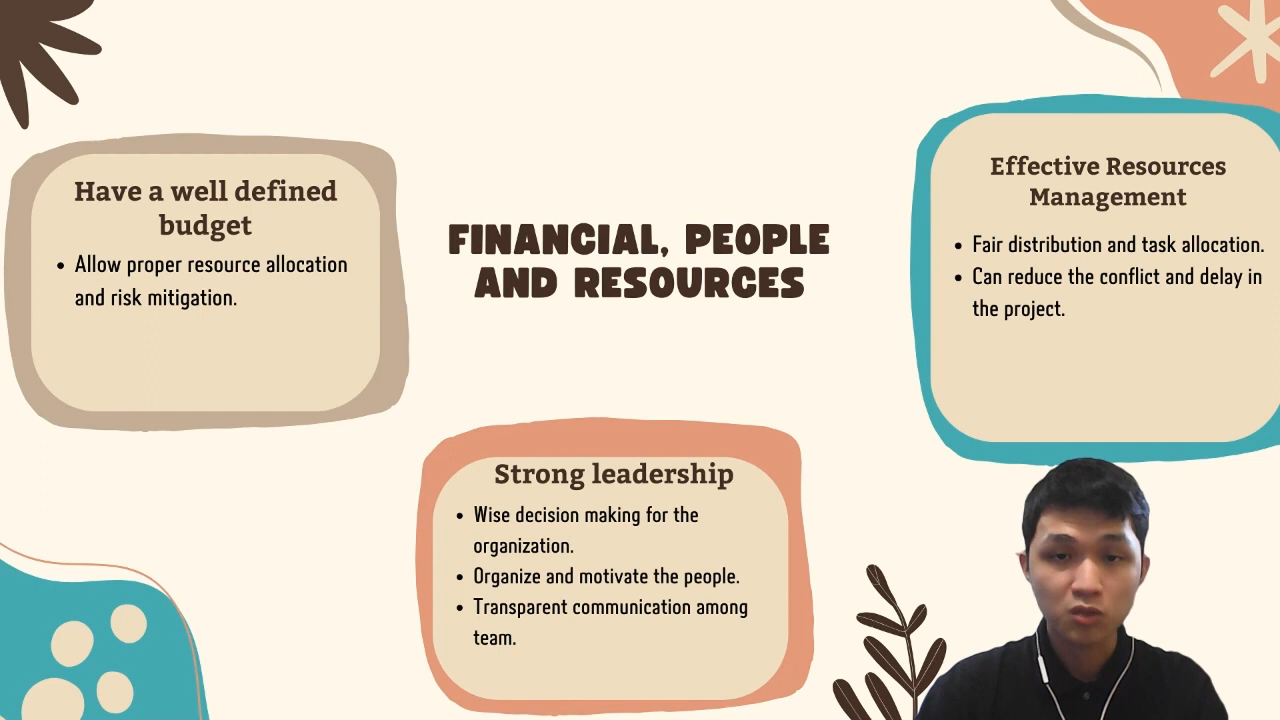 Have a well defined
budget
• Allow proper resource allocation
and risk mitigation.
FINANCIAL, PEOPLE
AND RESOURCES
Effective Resources
Management
• Fair distribution and task allocation.
• Can reduce the conflict and delay in
the project.
Strong leadership
• Wise decision making for the
organization.
• Organize and motivate the people.
• Transparent communication among
team.